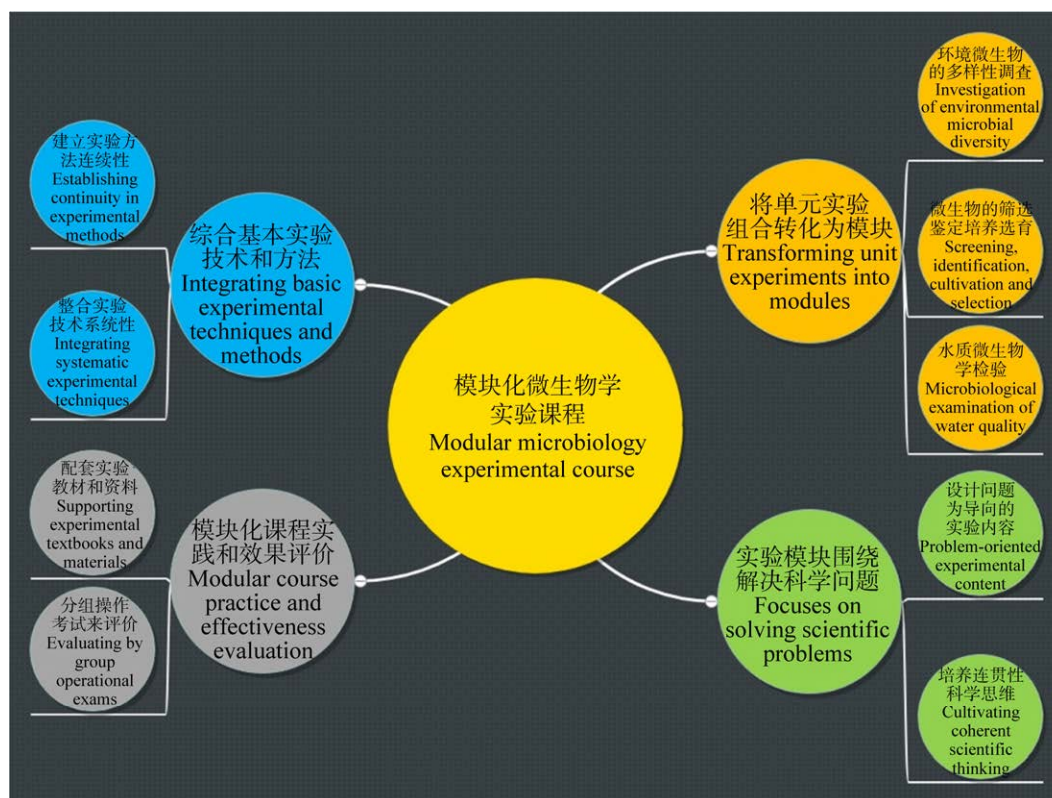 模块化微生物学
实验课程
Modular microbiology
experimental course
综合基本实验
技术和方法
Integrating basic
experimental
techniques and
methods
建立实验方
法连续性
Establishing
continuity in
experimental
methods
整合实验
技术系统性
Integrating
systematic
experimental
techniques
模块化课程实
践和效果评价
Modular course
practice and
effectiveness
evaluation
配套实验
教材和资料
Supporting
experimental
textbooks and
materials
分组操作
考试来评价
Evaluating by
group
operational
exams
将单元实验
组合转化为模块
Transforming unit
experiments into
modules
环境微生物
的多样性调查
Investigation
of environmental
microbial
diversity
微生物的筛选
鉴定培养选育
Screening,
identification,
cultivation and
selection
水质微生物
学检验
Microbiological
examination of
water quality
实验模块围绕
解决科学问题
Focuses on
solving scientific
problems
设计问题
为导向的
实验内容
Problem-oriented
experimental
content
培养连贯性
科学思维
Cultivating
coherent
scientific
thinking